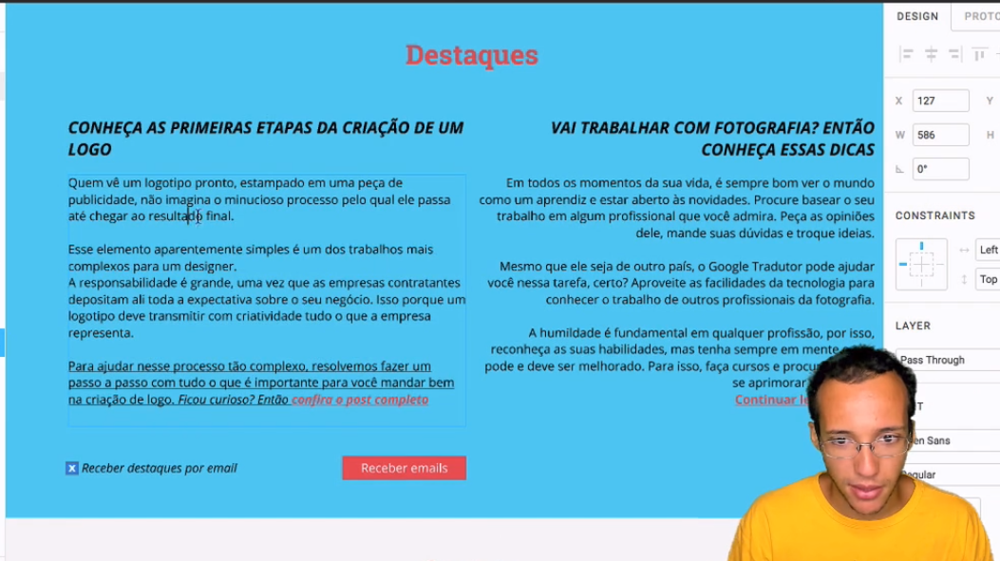 DESIGN
PROTO
Destaques
X 127 Y
W 586 H
0°
CONHEÇA AS PRIMEIRAS ETAPAS DA CRIAÇÃO DE UM
LOGO
Quem vê um logotipo pronto, estampado em uma peça de
publicidade, não imagina o minucioso processo pelo qual ele passa
até chegar ao resultado final.
Esse elemento aparentemente simples é um dos trabalhos mais
complexos para um designer.
A responsabilidade é grande, uma vez que as empresas contratantes
depositam ali toda a expectativa sobre o seu negócio. Isso porque um
logotipo deve transmitir com criatividade tudo o que a empresa
representa.
Para ajudar nesse processo tão complexo, resolvemos fazer um
passo a passo com tudo o que é importante para você mandar bem
na criação de logo. Ficou curioso? Então confira o post completo
x Receber destaques por email
Receber emails
VAI TRABALHAR COM FOTOGRAFIA? ENTÃO
CONHEÇA ESSAS DICAS
Em todos os momentos da sua vida, é sempre bom ver o mundo
como um aprendiz e estar aberto às novidades. Procure basear o seu
trabalho em algum profissional que você admira. Peça as opiniões
dele, mande suas dúvidas e troque ideias.
Mesmo que ele seja de outro país, o Google Tradutor pode ajudar
você nessa tarefa, certo? Aproveite as facilidades da tecnologia para
conhecer o trabalho de outros profissionais da fotografia.
A humildade é fundamental em qualquer profissão, por isso,
reconheça as suas habilidades, mas tenha sempre em mente
pode e deve ser melhorado. Para isso, faça cursos e
se aprimorar
Continuar
CONSTRAINTS
Left
Top
LAYER
Pass Through
T
en Sans
egular